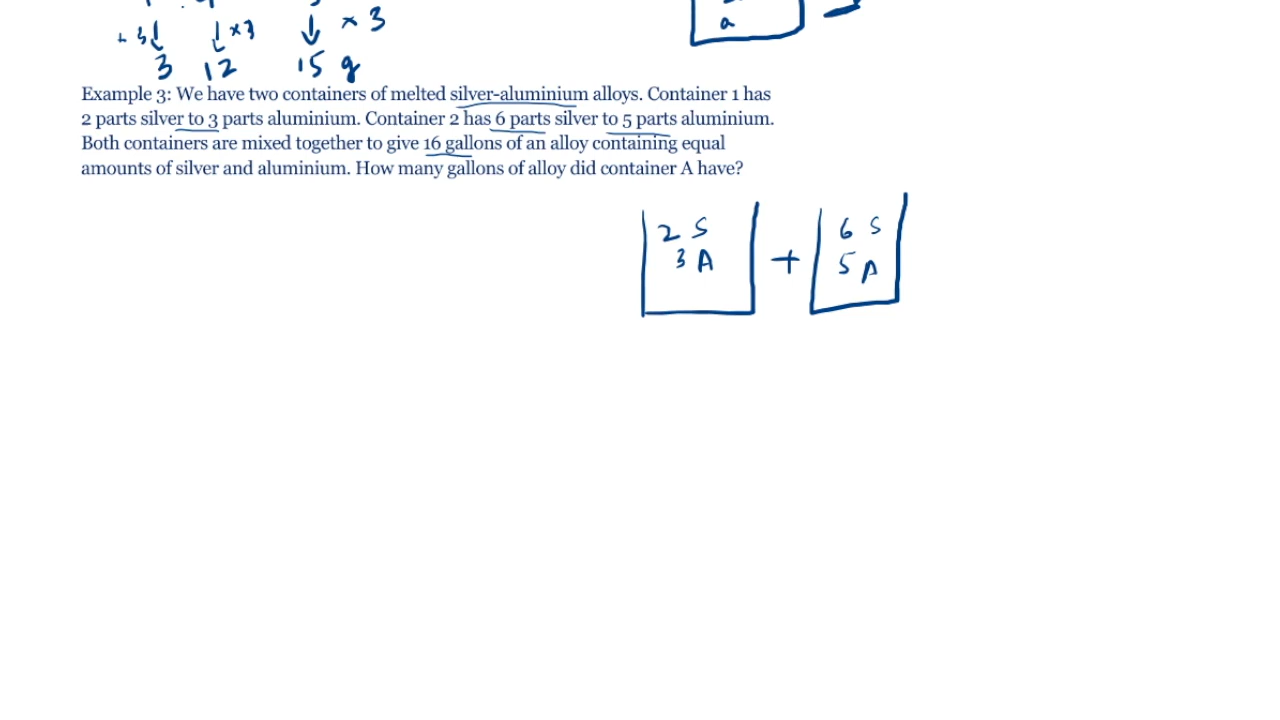 a
+ 3 × 3 × 3
3 12 15 g
Example 3: We have two containers of melted silver-aluminium alloys. Container 1 has
2 parts silver to 3 parts aluminium. Container 2 has 6 parts silver to 5 parts aluminium.
Both containers are mixed together to give 16 gallons of an alloy containing equal
amounts of silver and aluminium. How many gallons of alloy did container A have?
2 S 6 S
3 A + 5 A